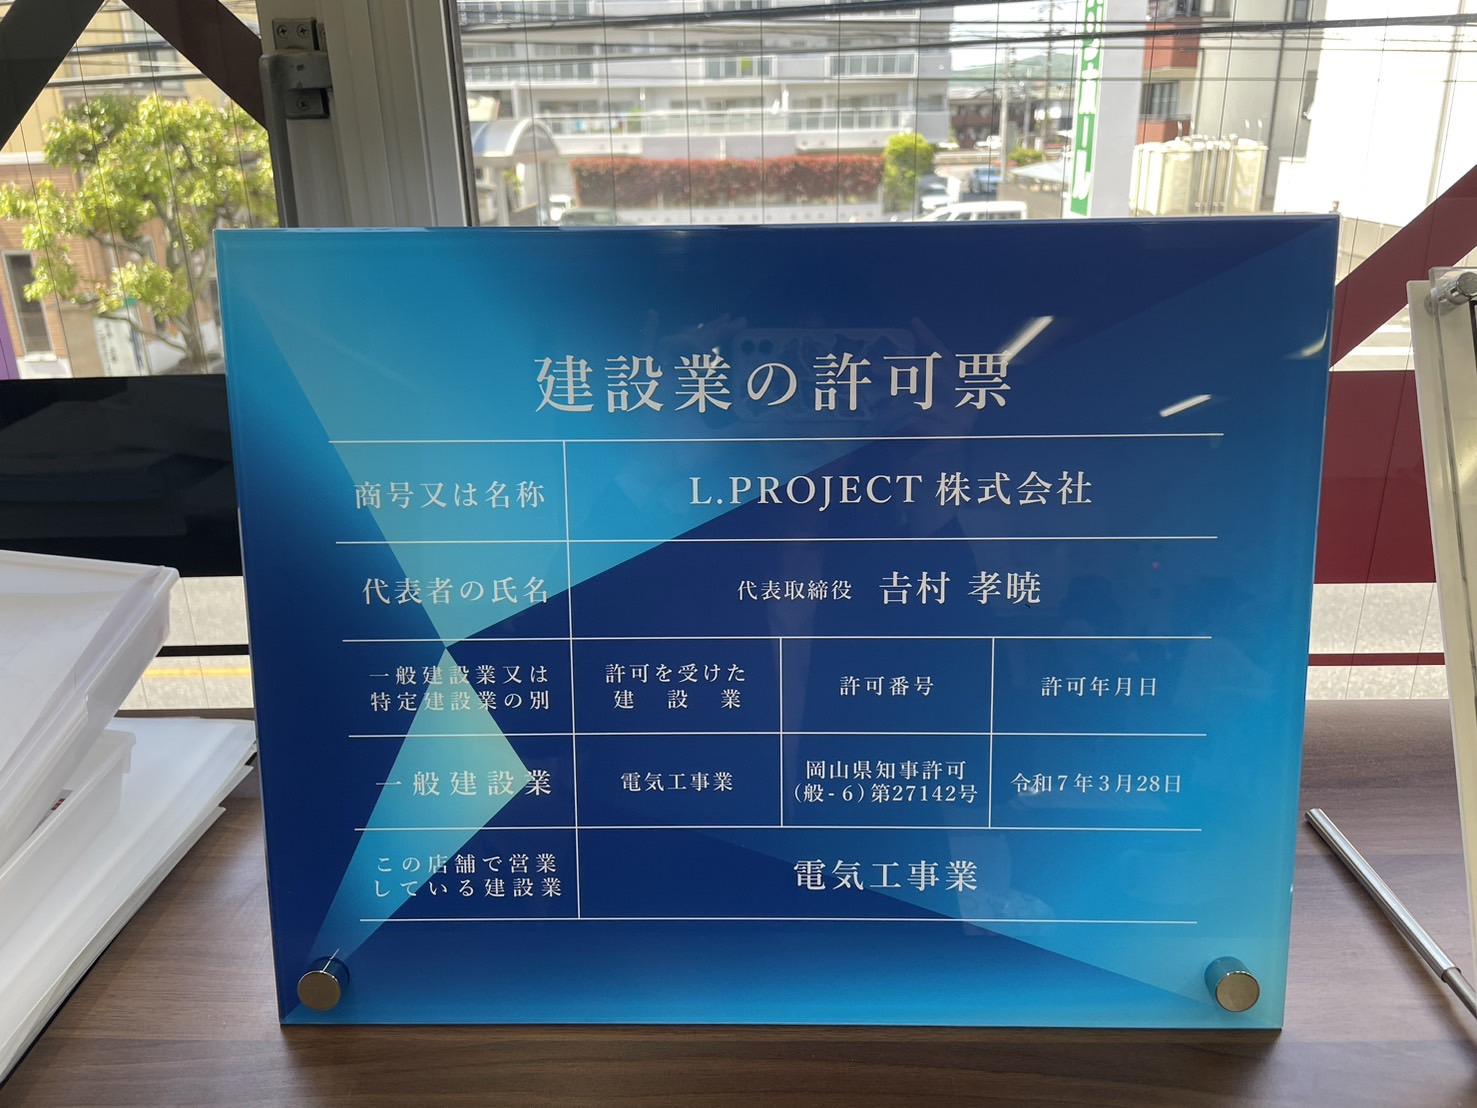 建設業の許可票
商号又は名称
L.PROJECT 株式会社
代表者の氏名
代表取締役 𠮷村 孝暁
一般建設業又は
特定建設業の別
許可を受けた
建設業
許可番号
許可年月日
一般建設業
電気工事業
岡山県知事許可
(般-6)第27142号
令和7年3月28日
この店舗で営業
している建設業
電気工事業